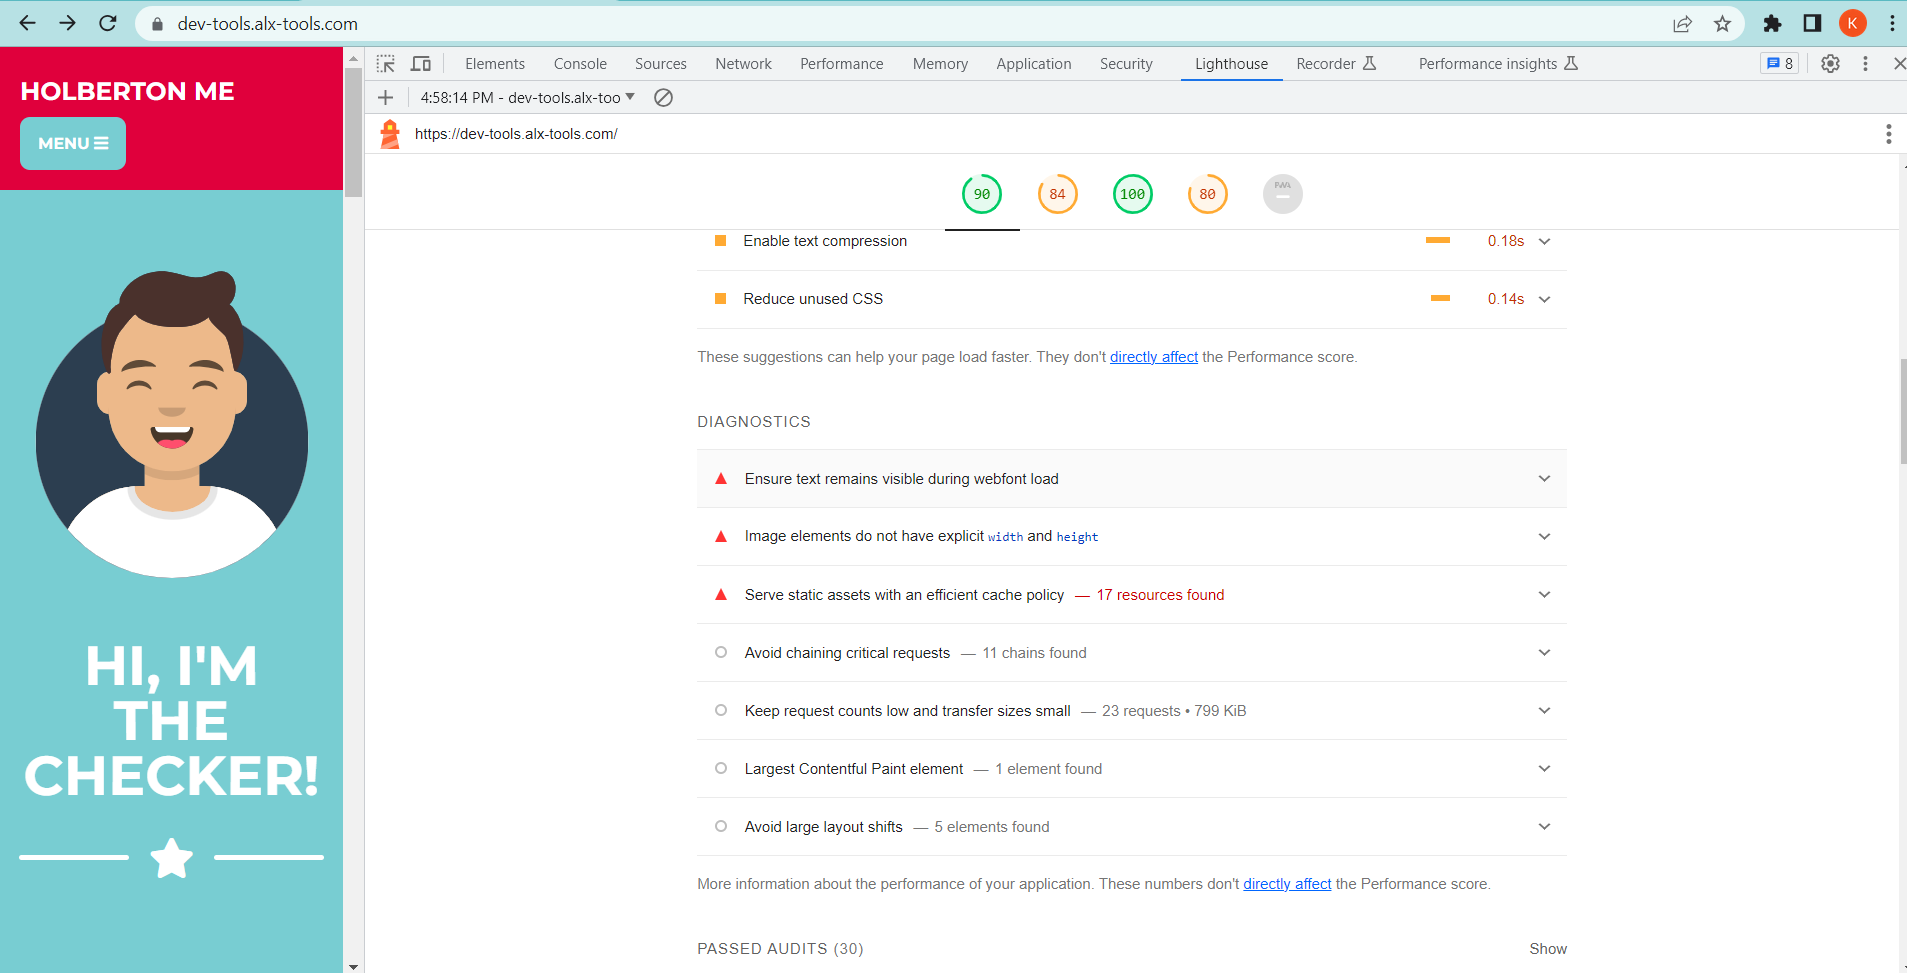 dev-tools.alx-tools.com
K
HOLBERTON ME
MENU
HI, I'M
THE
CHECKER!
Elements Console Sources Network Performance Memory Application Security Lighthouse Recorder Performance insights 8
4:58:14 PM - dev-tools.alx-too
https://dev-tools.alx-tools.com/
90 84 100 80 PWA
Enable text compression 0.18s
Reduce unused CSS 0.14s
These suggestions can help your page load faster. They don't directly affect the Performance score.
DIAGNOSTICS
Ensure text remains visible during webfont load
Image elements do not have explicit width and height
Serve static assets with an efficient cache policy — 17 resources found
Avoid chaining critical requests — 11 chains found
Keep request counts low and transfer sizes small — 23 requests • 799 KiB
Largest Contentful Paint element — 1 element found
Avoid large layout shifts — 5 elements found
More information about the performance of your application. These numbers don't directly affect the Performance score.
PASSED AUDITS (30) Show